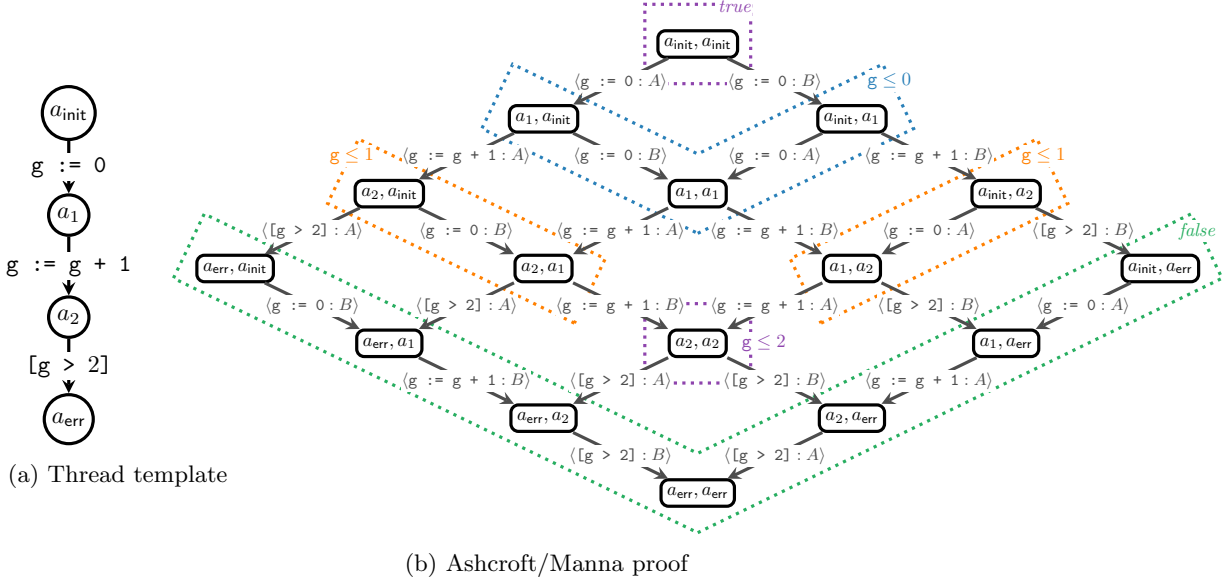 a_init
g := 0
a_1
g := g + 1
a_2
[g > 2]
a_err
(a) Thread template
true
a_init, a_init
⟨g := 0 : A⟩ ⟨g := 0 : B⟩
g ≤ 0
a_1, a_init a_init, a_1
g ≤ 1 ⟨g := g + 1 : A⟩ ⟨g := 0 : B⟩ ⟨g := 0 : A⟩ ⟨g := g + 1 : B⟩ g ≤ 1
a_2, a_init a_1, a_1 a_init, a_2
⟨[g > 2] : A⟩ ⟨g := 0 : B⟩ ⟨g := g + 1 : A⟩ ⟨g := g + 1 : B⟩ ⟨g := 0 : A⟩ ⟨[g > 2] : B⟩ false
a_err, a_init a_2, a_1 a_1, a_2 a_init, a_err
⟨g := 0 : B⟩ ⟨[g > 2] : A⟩ ⟨g := g + 1 : B⟩ ⟨g := g + 1 : A⟩ ⟨[g > 2] : B⟩ ⟨g := 0 : A⟩
a_err, a_1 a_2, a_2 g ≤ 2 a_1, a_err
⟨g := g + 1 : B⟩ ⟨[g > 2] : A⟩ ⟨[g > 2] : B⟩ ⟨g := g + 1 : A⟩
a_err, a_2 a_2, a_err
⟨[g > 2] : B⟩ ⟨[g > 2] : A⟩
a_err, a_err
(b) Ashcroft/Manna proof